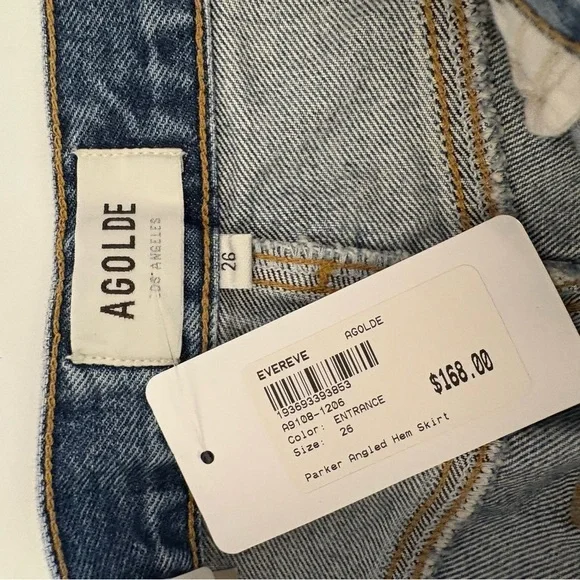 AGOLDE
LOS ANGELES
26
EVEREVE AGOLDE
193693393853
A9108-1206
Color: ENTRANCE
Size: 26
$168.00
Parker Angled Hem Skirt